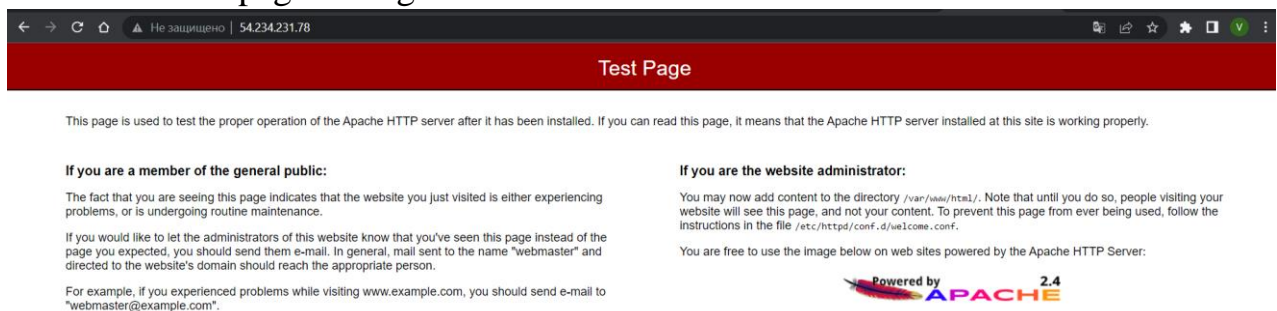 Не защищено | 54.234.231.78
V
Test Page
This page is used to test the proper operation of the Apache HTTP server after it has been installed. If you can read this page, it means that the Apache HTTP server installed at this site is working properly.
If you are a member of the general public:
The fact that you are seeing this page indicates that the website you just visited is either experiencing
problems, or is undergoing routine maintenance.
If you would like to let the administrators of this website know that you've seen this page instead of the
page you expected, you should send them e-mail. In general, mail sent to the name "webmaster" and
directed to the website's domain should reach the appropriate person.
For example, if you experienced problems while visiting www.example.com, you should send e-mail to
"webmaster@example.com".
If you are the website administrator:
You may now add content to the directory /var/www/html/. Note that until you do so, people visiting your
website will see this page, and not your content. To prevent this page from ever being used, follow the
instructions in the file /etc/httpd/conf.d/welcome.conf.
You are free to use the image below on web sites powered by the Apache HTTP Server:
Powered by 2.4
APACHE